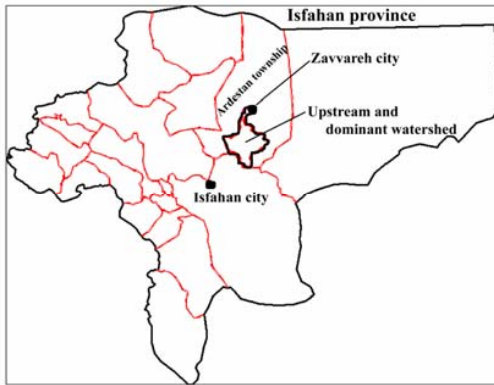 Isfahan province
Ardestan township
Zavvareh city
Upstream and
dominant watershed
Isfahan city